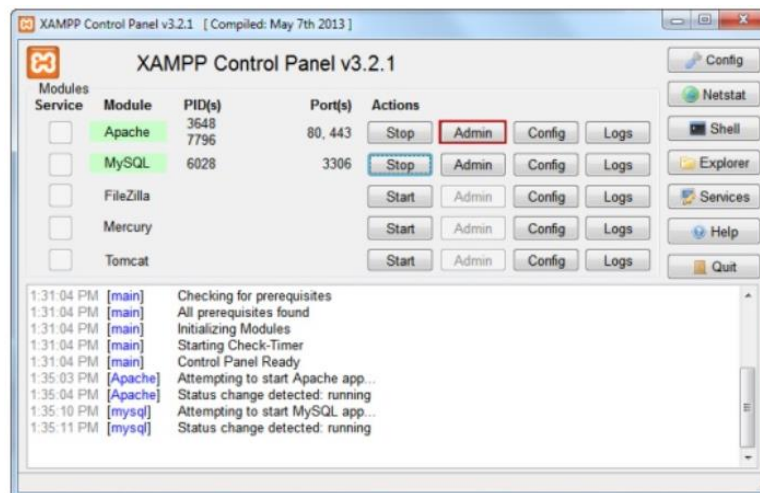 XAMPP Control Panel v3.2.1 [ Compiled: May 7th 2013 ]
XAMPP Control Panel v3.2.1
Config
Modules
Service Module PID(s) Port(s) Actions
Netstat
Apache 3648 7796 80, 443 Stop Admin Config Logs
Shell
MySQL 6028 3306 Stop Admin Config Logs
Explorer
FileZilla Start Admin Config Logs
Services
Mercury Start Admin Config Logs
Help
Tomcat Start Admin Config Logs
Quit
1:31:04 PM [main] Checking for prerequisites
1:31:04 PM [main] All prerequisites found
1:31:04 PM [main] Initializing Modules
1:31:04 PM [main] Starting Check-Timer
1:31:04 PM [main] Control Panel Ready
1:35:03 PM [Apache] Attempting to start Apache app...
1:35:04 PM [Apache] Status change detected: running
1:35:10 PM [mysql] Attempting to start MySQL app...
1:35:11 PM [mysql] Status change detected: running